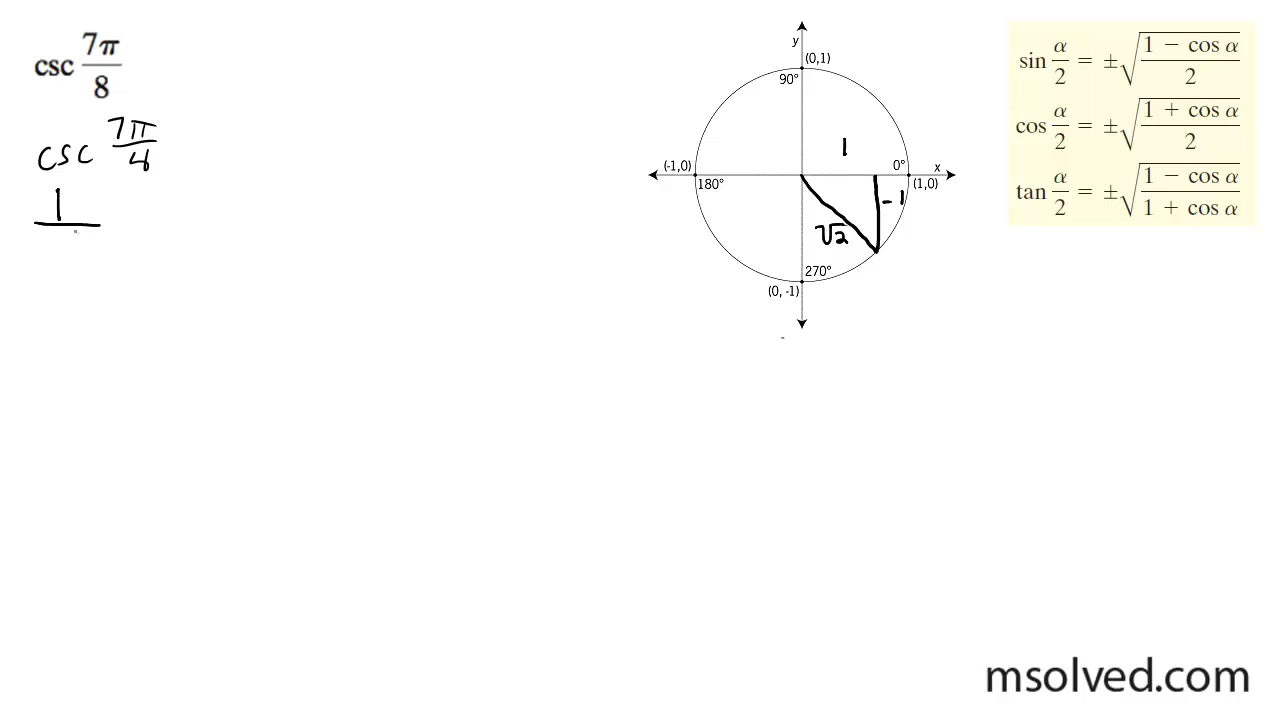 csc 7π/8
csc 7π/4
1
y
(0,1)
90°
1
(-1,0)
0°
x
180°
(1,0)
-1
√2
270°
(0, -1)
sin α/2 = ±√((1 − cos α)/2)
cos α/2 = ±√((1 + cos α)/2)
tan α/2 = ±√((1 − cos α)/(1 + cos α))
msolved.com